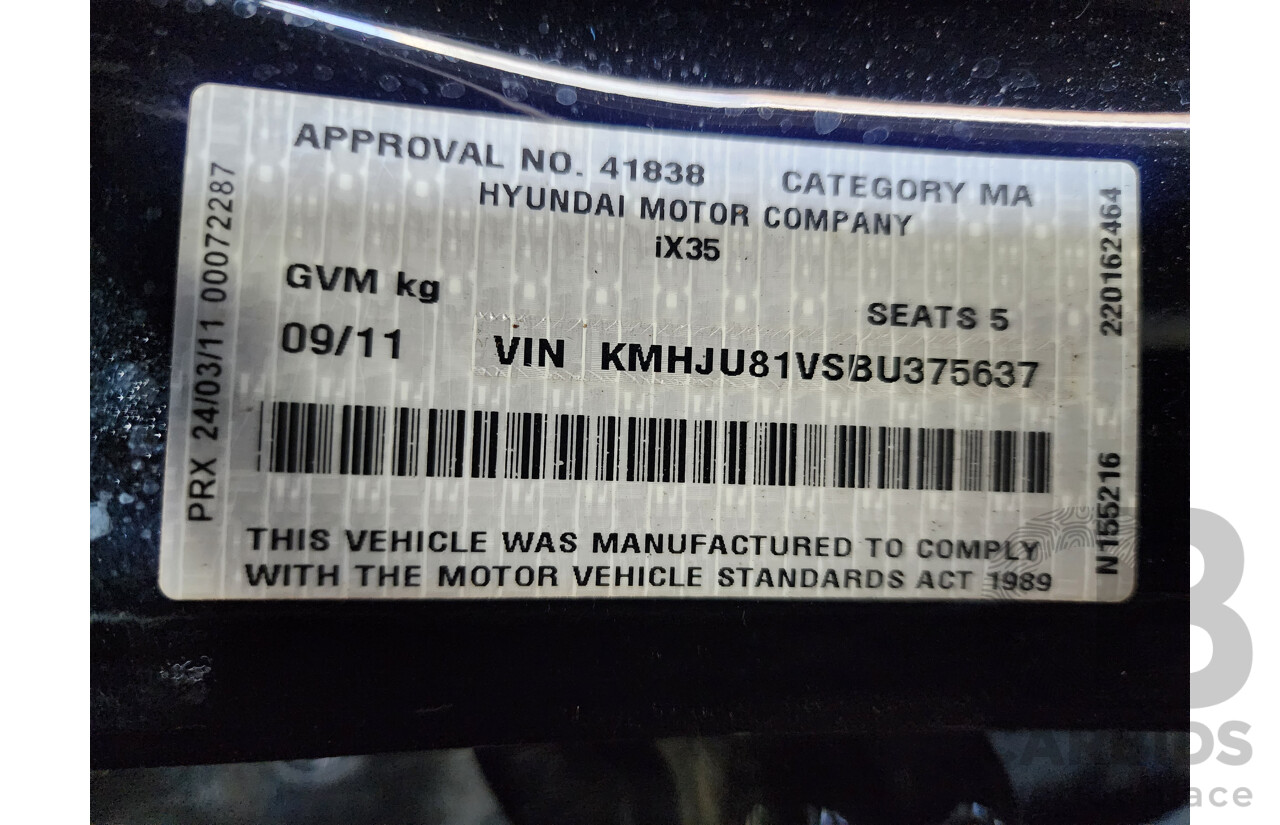 APPROVAL NO. 41838 CATEGORY MA
HYUNDAI MOTOR COMPANY
iX35
GVM kg
SEATS 5
09/11 VIN KMHJU81VSBU375637
THIS VEHICLE WAS MANUFACTURED TO COMPLY
WITH THE MOTOR VEHICLE STANDARDS ACT 1989
PRX 24/03/11 00072287
220162464
N155216